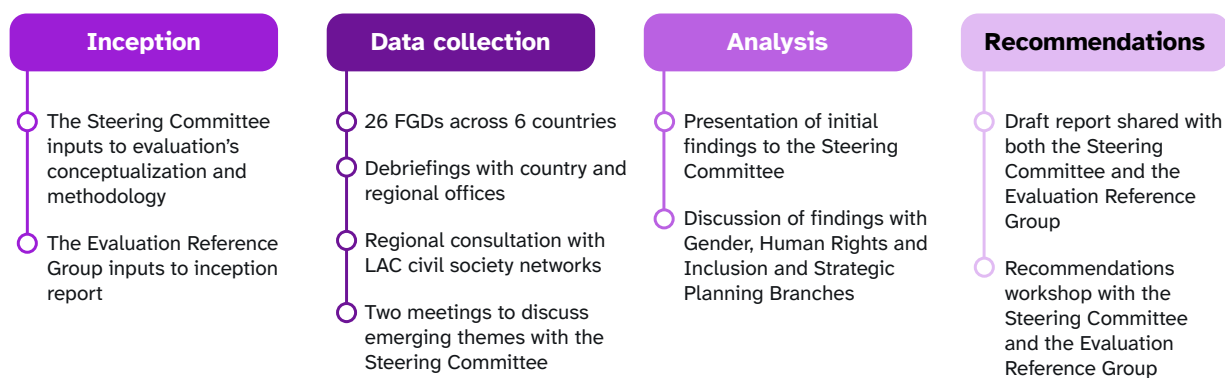 Inception
The Steering Committee
inputs to evaluation’s
conceptualization and
methodology
The Evaluation Reference
Group inputs to inception
report
Data collection
26 FGDs across 6 countries
Debriefings with country and
regional offices
Regional consultation with
LAC civil society networks
Two meetings to discuss
emerging themes with the
Steering Committee
Analysis
Presentation of initial
findings to the Steering
Committee
Discussion of findings with
Gender, Human Rights and
Inclusion and Strategic
Planning Branches
Recommendations
Draft report shared with
both the Steering
Committee and the
Evaluation Reference
Group
Recommendations
workshop with the
Steering Committee
and the Evaluation
Reference Group